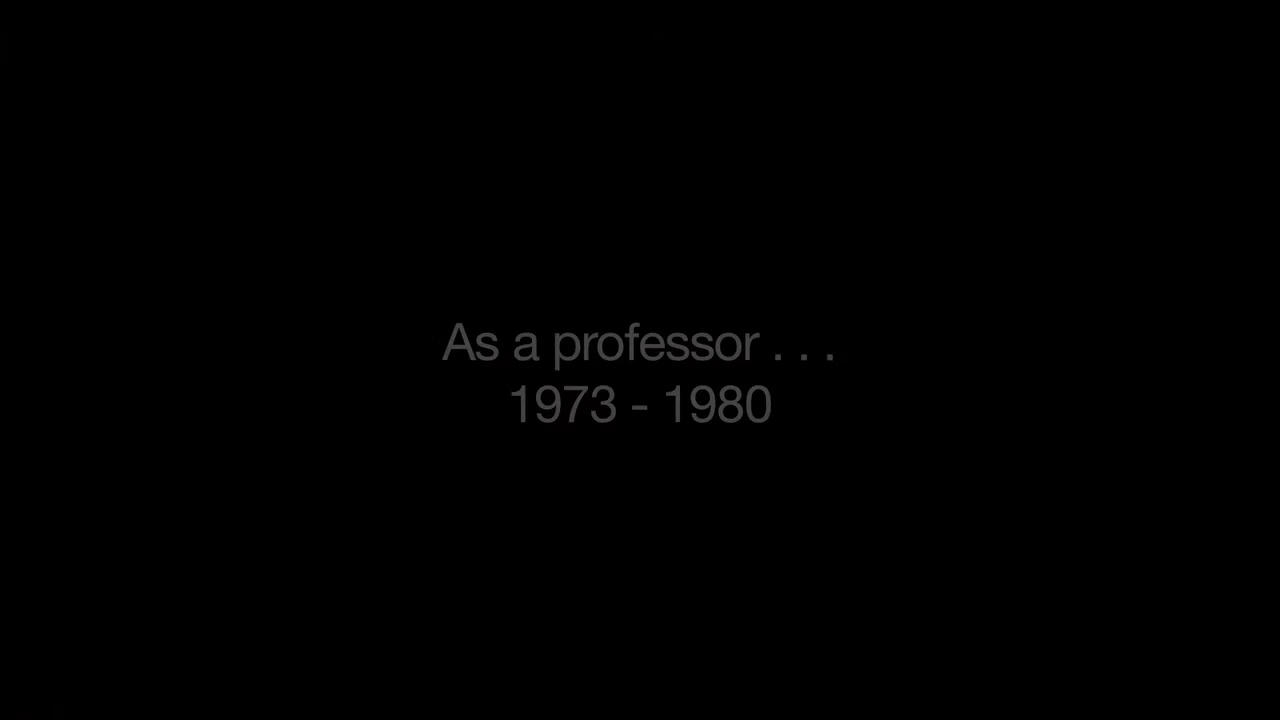 As a professor . . .
1973 - 1980